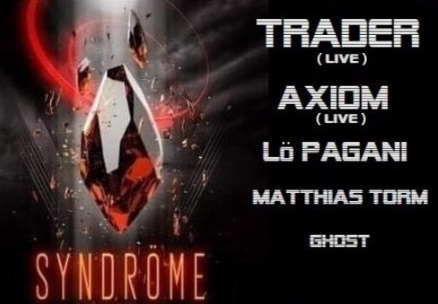 TRADER
(LIVE)
AXIOM
(LIVE)
Lö PAGANI
MATTHIAS TORM
GHOST
SYNDRÖME